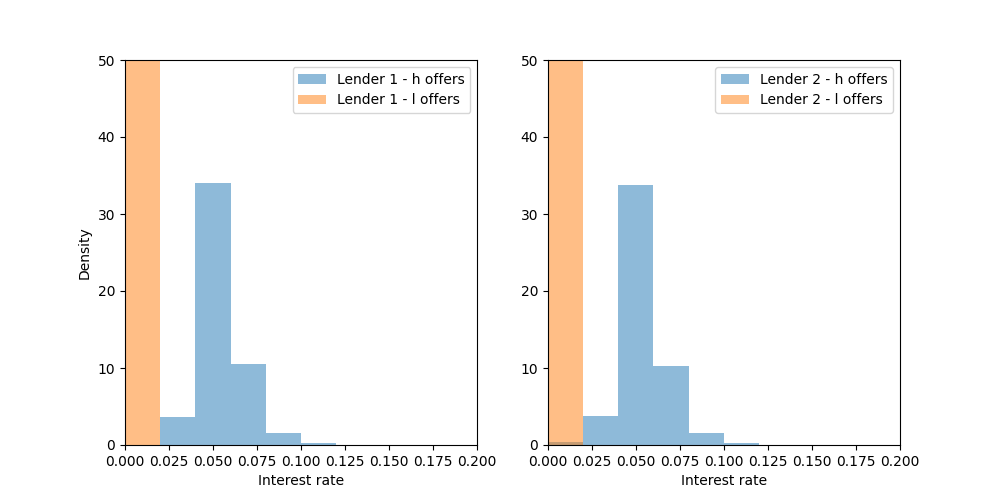 50
40
30
20
10
0
Density
Lender 1 - h offers
Lender 1 - l offers
0.000 0.025 0.050 0.075 0.100 0.125 0.150 0.175 0.200
Interest rate
50
40
30
20
10
0
Lender 2 - h offers
Lender 2 - l offers
0.000 0.025 0.050 0.075 0.100 0.125 0.150 0.175 0.200
Interest rate